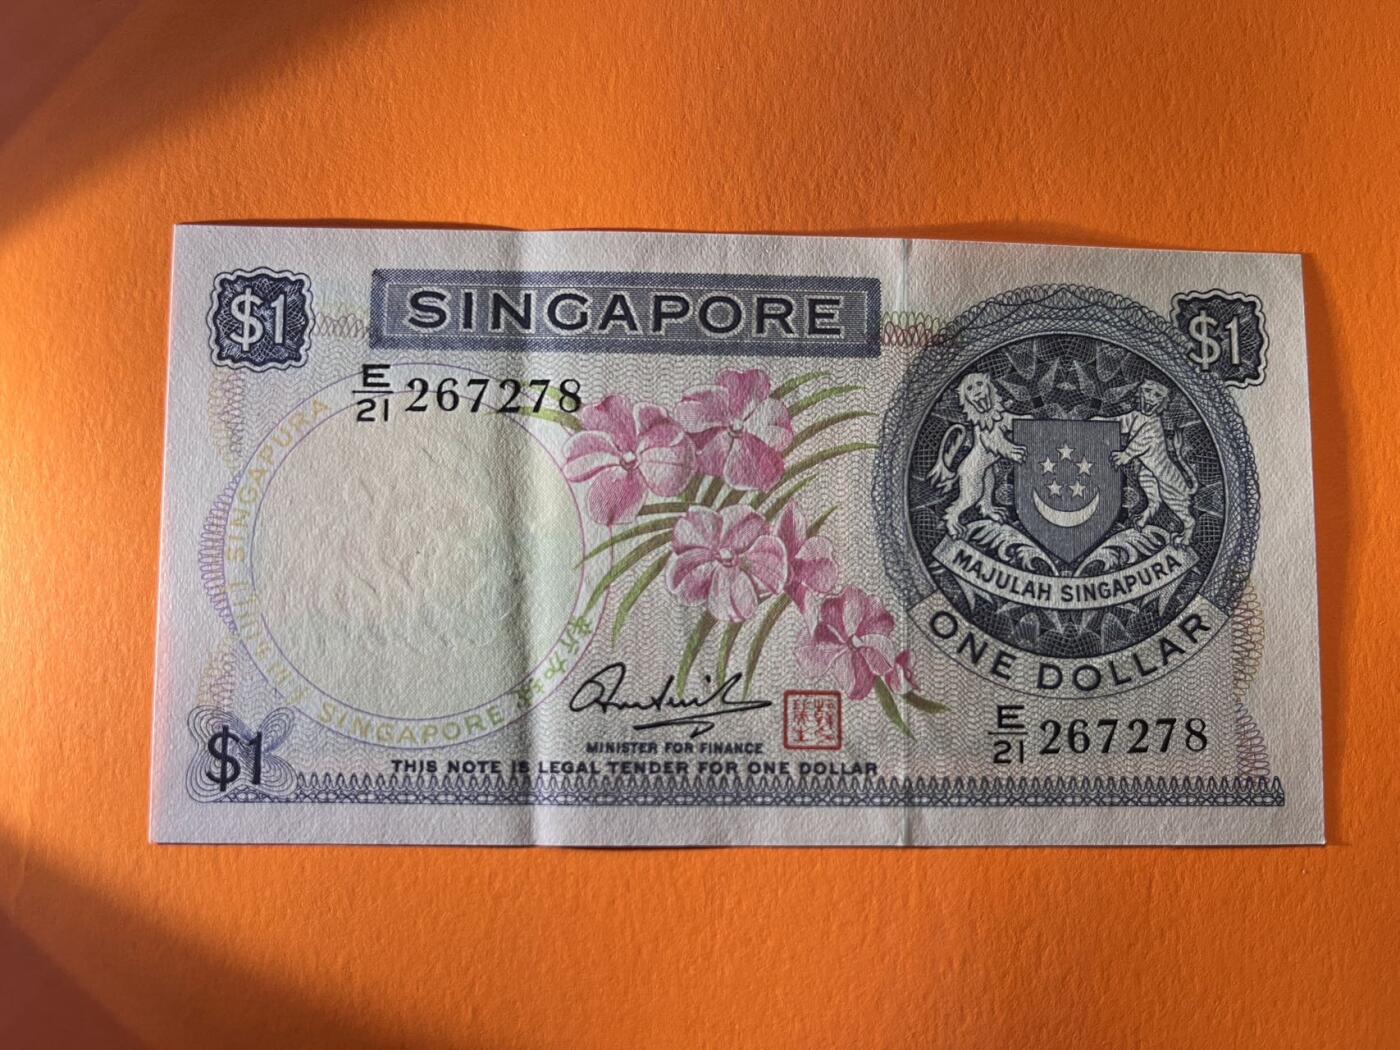 $1
SINGAPORE
$1
E/21 267278
SINGAPURA
SINGAPORE
MAJULAH SINGAPURA
ONE DOLLAR
MINISTER FOR FINANCE
E/21 267278
$1
THIS NOTE IS LEGAL TENDER FOR ONE DOLLAR